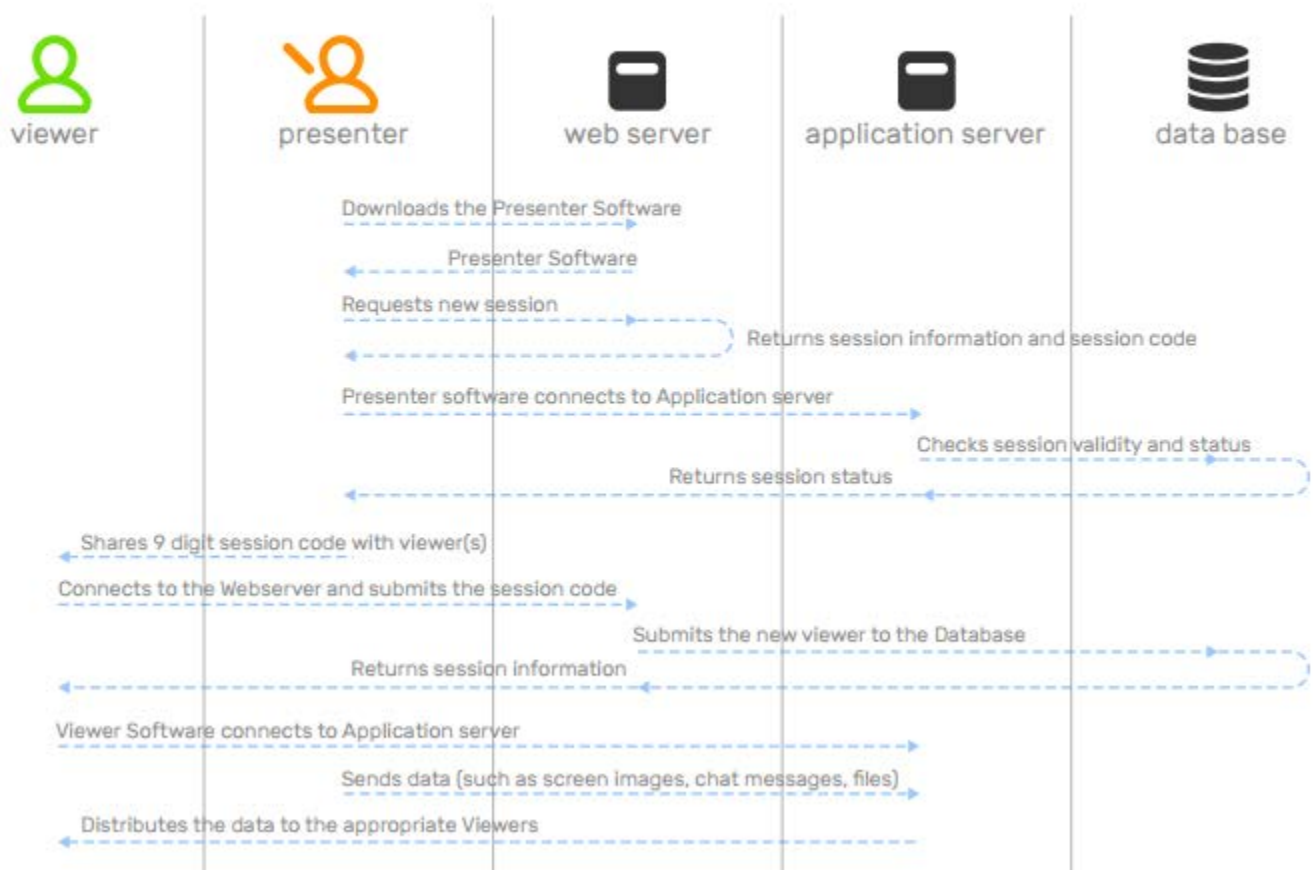 viewer
presenter
web server
application server
data base
Downloads the Presenter Software
Presenter Software
Requests new session
Returns session information and session code
Presenter software connects to Application server
Checks session validity and status
Returns session status
Shares 9 digit session code with viewer(s)
Connects to the Webserver and submits the session code
Submits the new viewer to the Database
Returns session information
Viewer Software connects to Application server
Sends data (such as screen images, chat messages, files)
Distributes the data to the appropriate Viewers